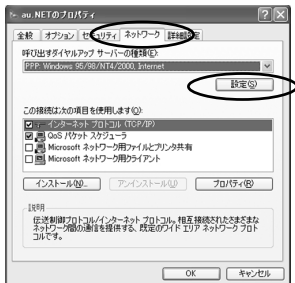 au.NETのプロパティ
全般 オプション セキュリティ ネットワーク 詳細設定
呼び出すダイヤルアップ サーバーの種類(E):
PPP: Windows 95/98/NT4/2000, Internet
設定(S)
この接続は次の項目を使用します(O):
インターネット プロトコル (TCP/IP)
QoS パケット スケジューラ
Microsoft ネットワーク用ファイルとプリンタ共有
Microsoft ネットワーク用クライアント
インストール(N)... アンインストール(U) プロパティ(R)
説明
伝送制御プロトコル/インターネット プロトコル。相互接続されたさまざまな
ネットワーク間の通信を提供する、既定のワイド エリア ネットワーク プロト
コルです。
OK キャンセル